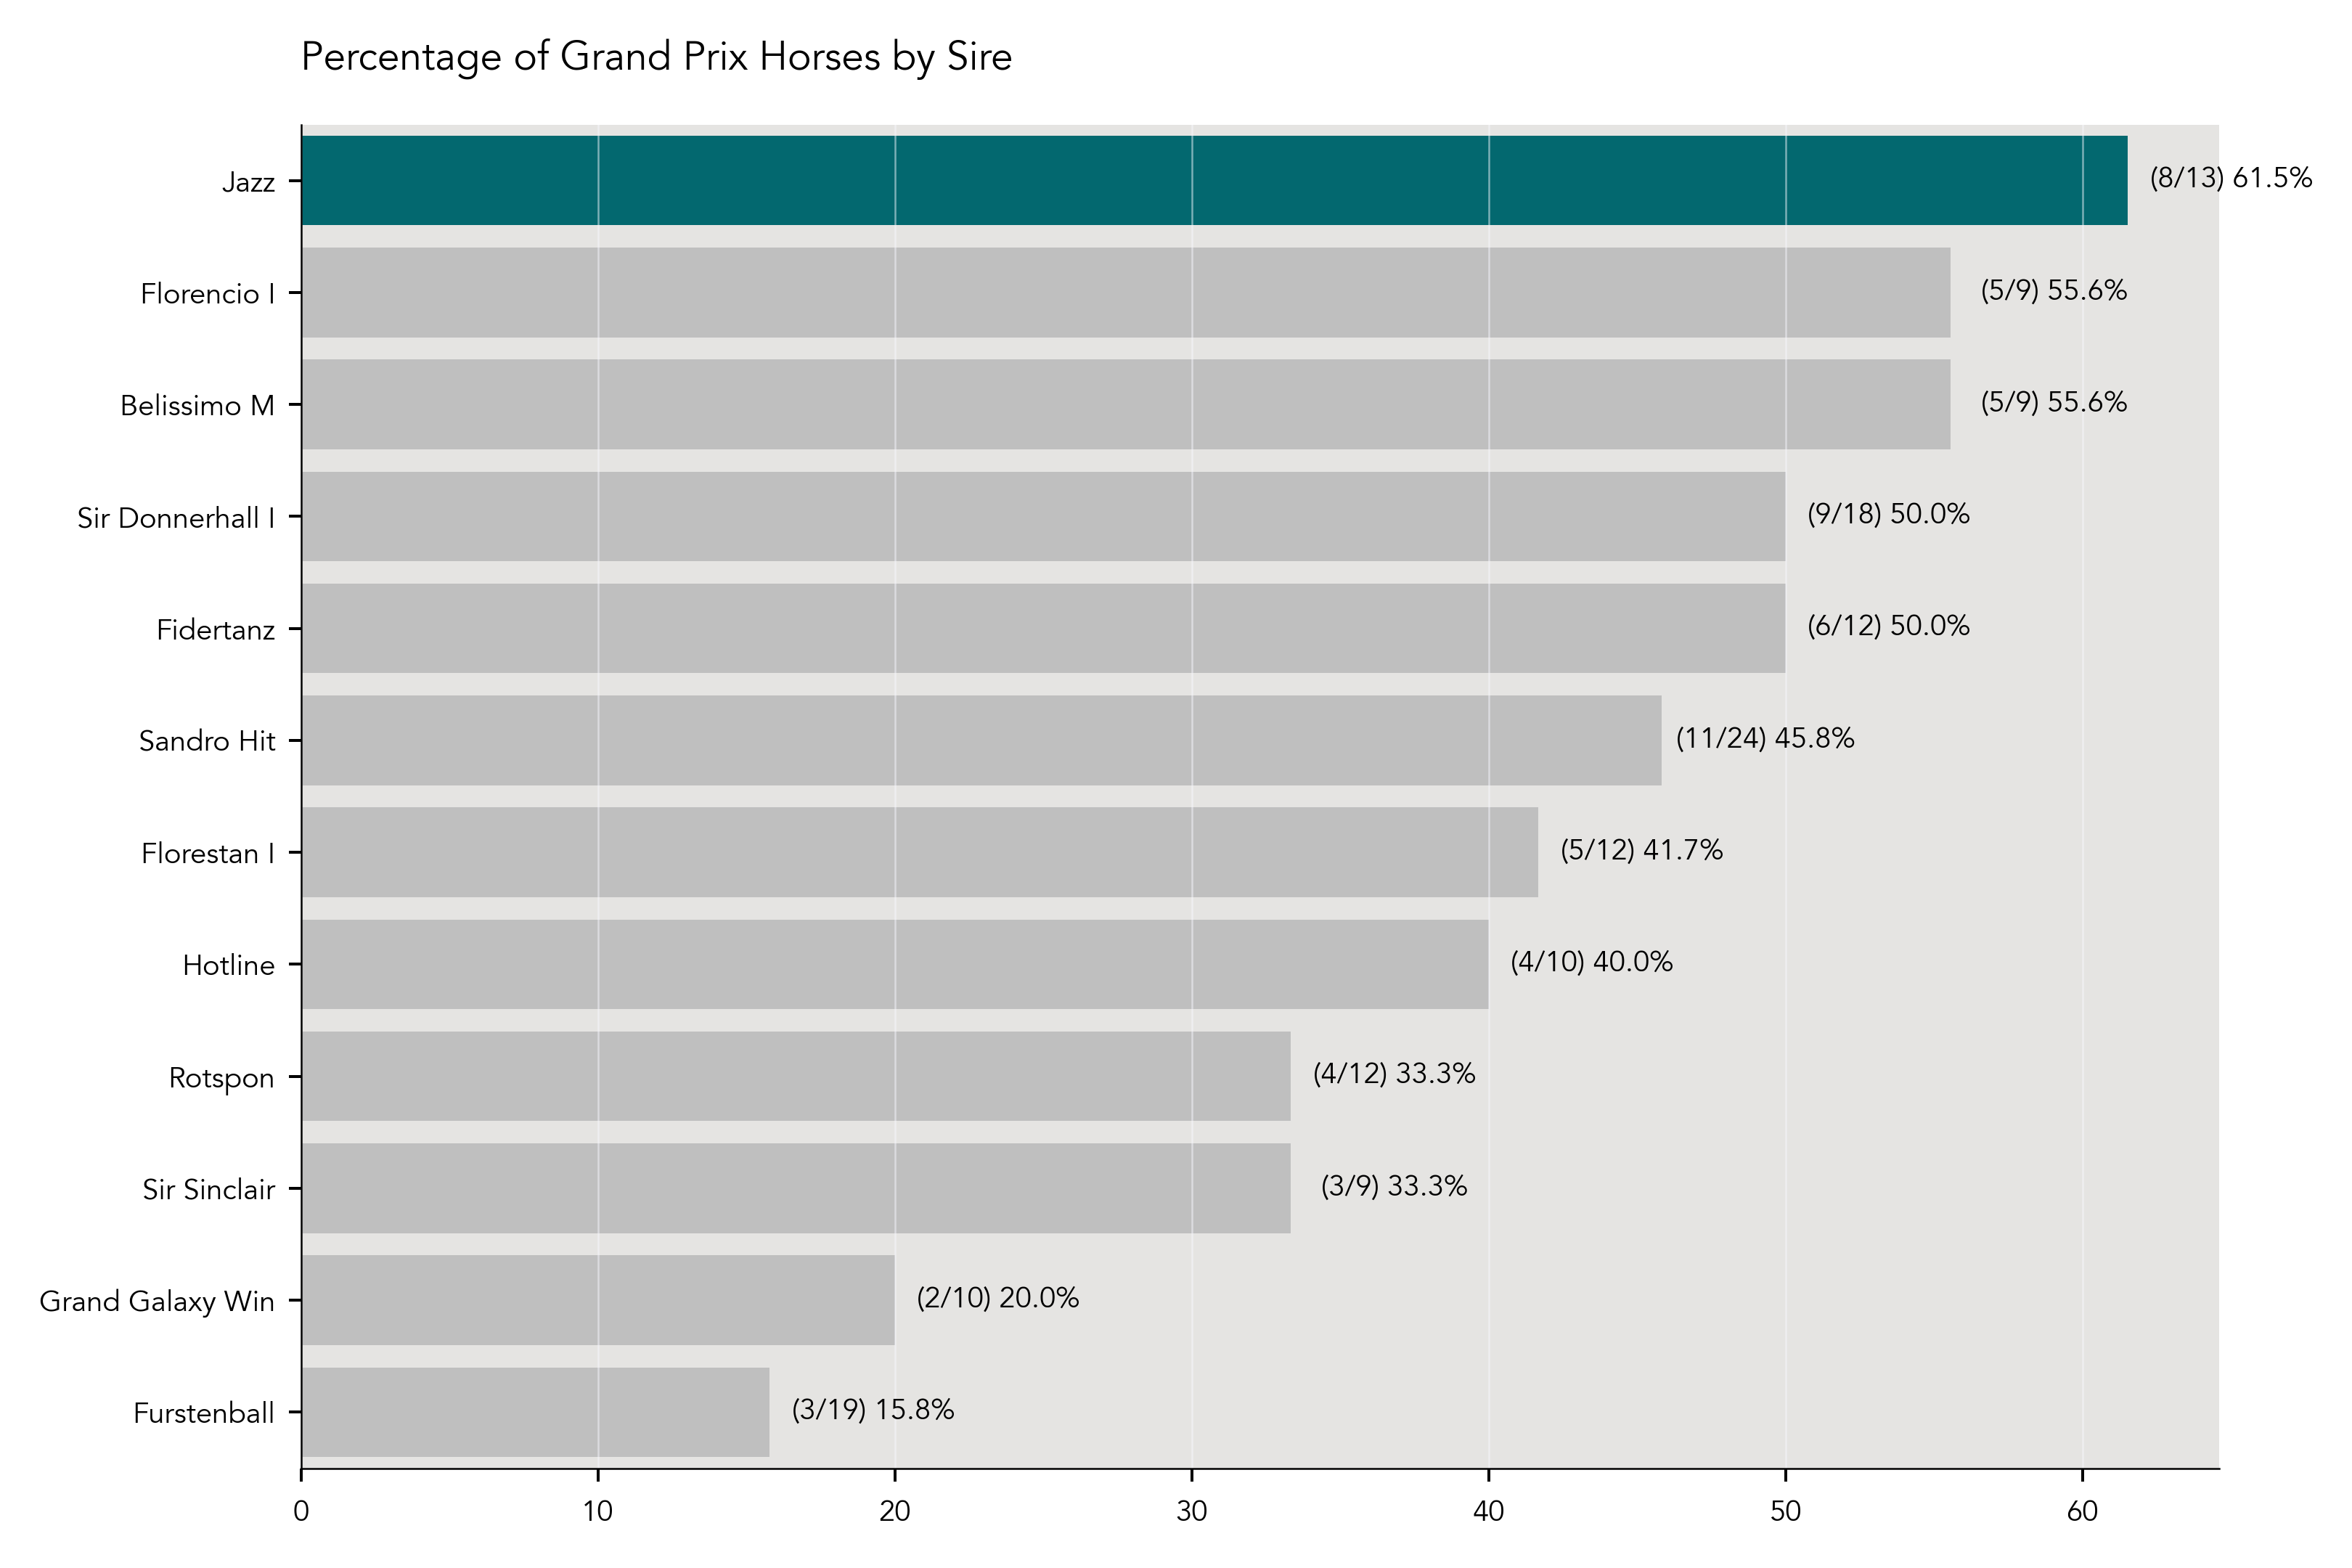 Percentage of Grand Prix Horses by Sire
Jazz (8/13) 61.5%
Florencio I (5/9) 55.6%
Belissimo M (5/9) 55.6%
Sir Donnerhall I (9/18) 50.0%
Fidertanz (6/12) 50.0%
Sandro Hit (11/24) 45.8%
Florestan I (5/12) 41.7%
Hotline (4/10) 40.0%
Rotspon (4/12) 33.3%
Sir Sinclair (3/9) 33.3%
Grand Galaxy Win (2/10) 20.0%
Furstenball (3/19) 15.8%
0 10 20 30 40 50 60